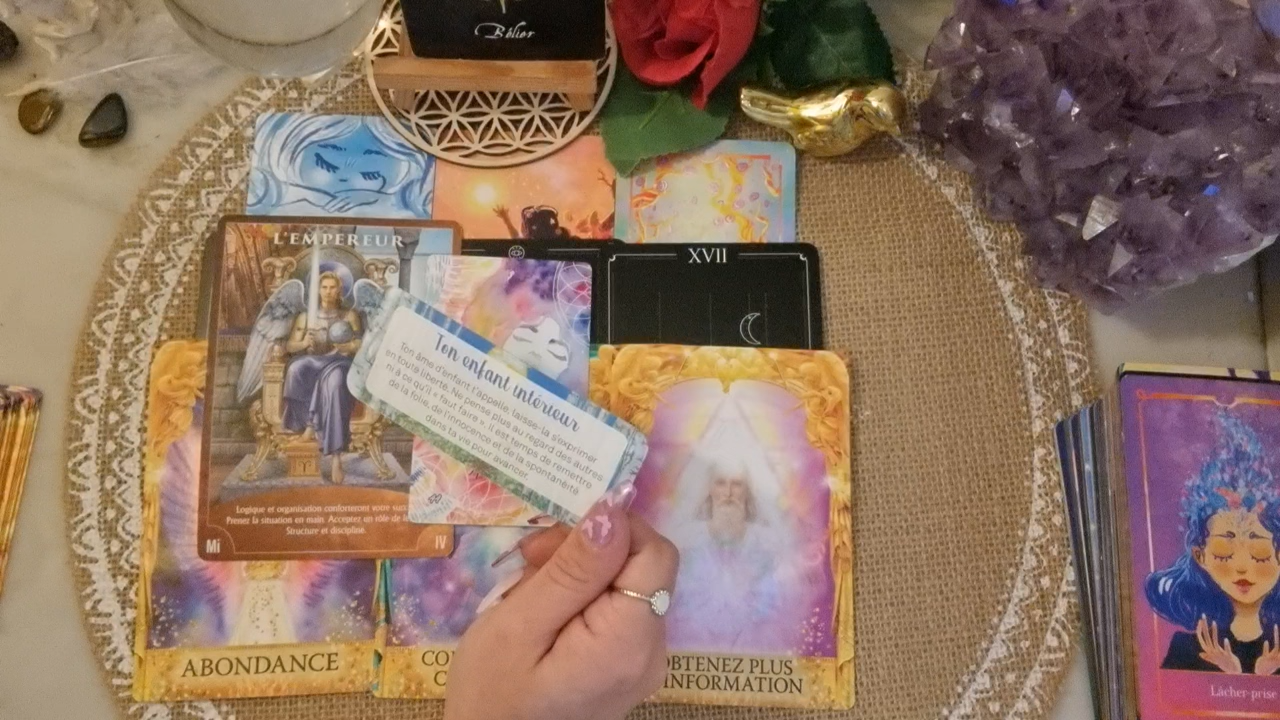 Bélier
L'EMPEREUR
XVII
Ton enfant intérieur
Ton âme d'enfant t'appelle, laisse-la s'exprimer
en toute liberté. Ne pense plus au regard des autres
ni à ce qu'il « faut faire ». Il est temps de remettre
de la folie, de l'innocence et de la spontanéité
dans ta vie pour avancer.
Logique et organisation conforteront votre
Prenez la situation en main. Acceptez un rôle de
Structure et discipline.
Mi
IV
ABONDANCE
OBTENEZ PLUS
INFORMATION
Lâcher-prise